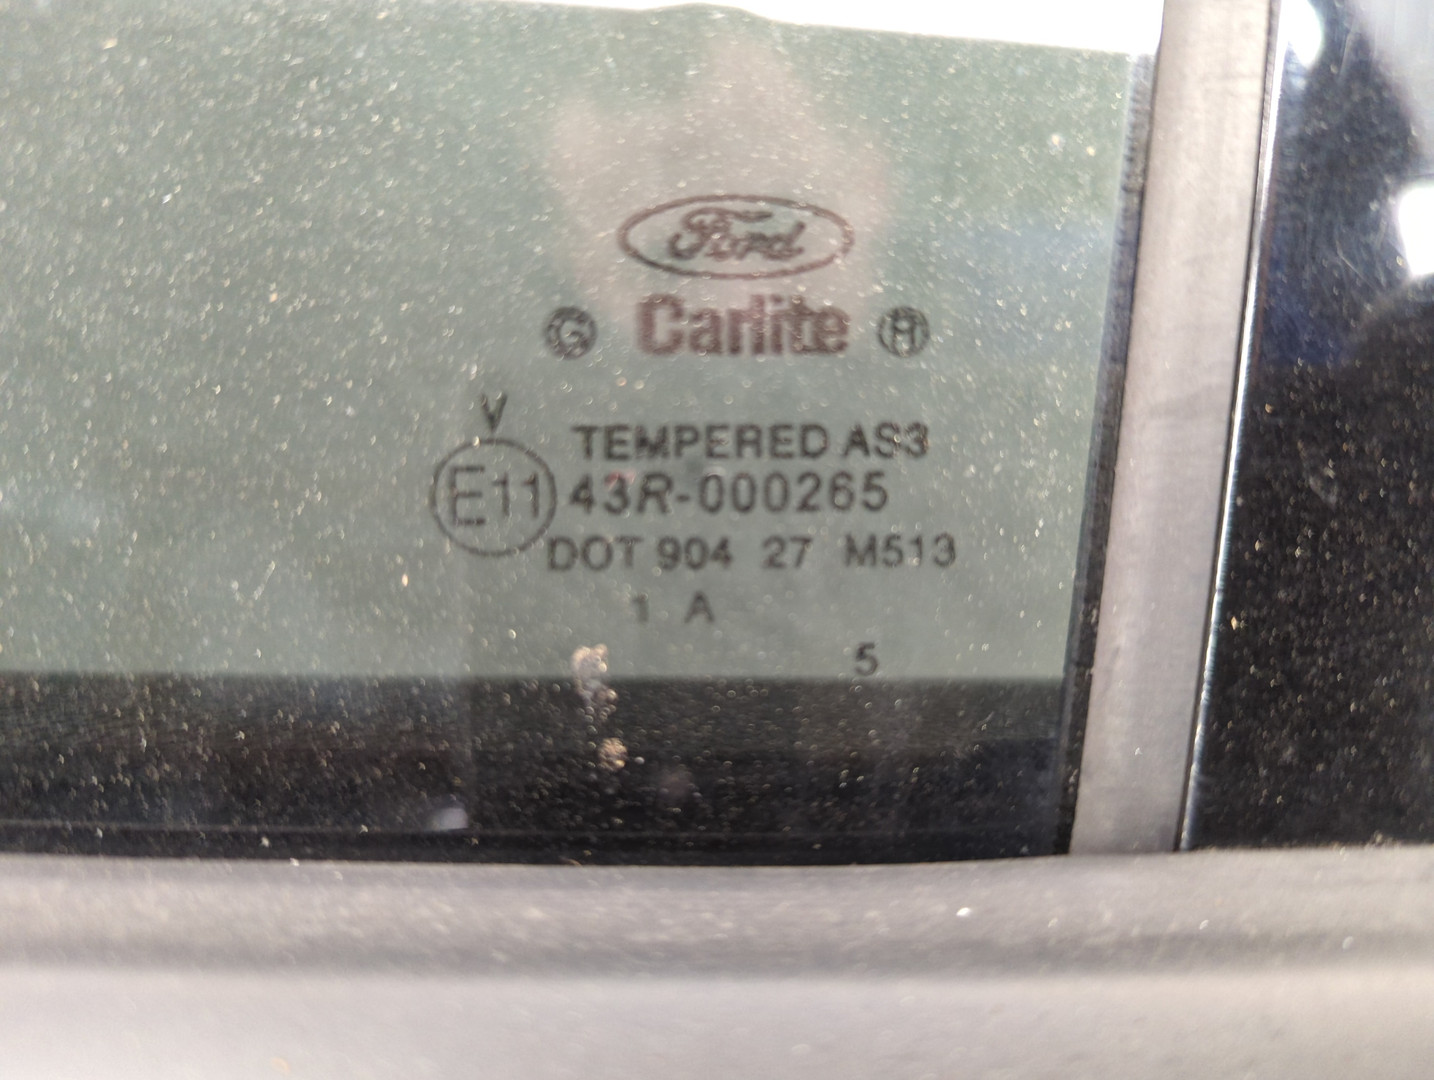 Ford
G Carlite H
V
TEMPERED AS3
E11 43R-000265
DOT 904 27 M513
1 A
5